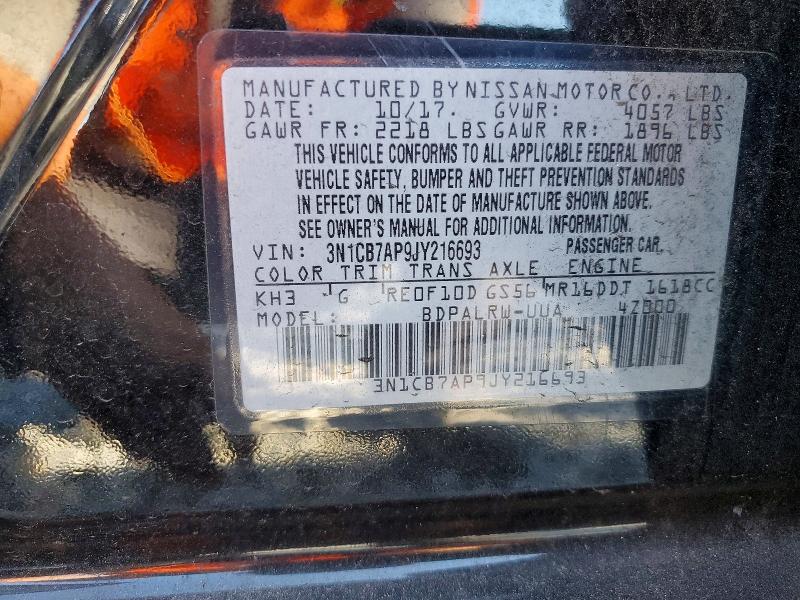 MANUFACTURED BY NISSAN MOTOR CO., LTD.
DATE: 10/17. GVWR: 4057 LBS
GAWR FR: 2218 LBS GAWR RR: 1896 LBS
THIS VEHICLE CONFORMS TO ALL APPLICABLE FEDERAL MOTOR
VEHICLE SAFETY, BUMPER AND THEFT PREVENTION STANDARDS
IN EFFECT ON THE DATE OF MANUFACTURE SHOWN ABOVE.
SEE OWNER'S MANUAL FOR ADDITIONAL INFORMATION.
VIN: 3N1CB7AP9JY216693 PASSENGER CAR
COLOR TRIM TRANS AXLE ENGINE
KH3 G RE0F10D GS56 MR16DDT 1618CC
MODEL: BDPALRW-UUA 4ZB00
3N1CB7AP9JY216693